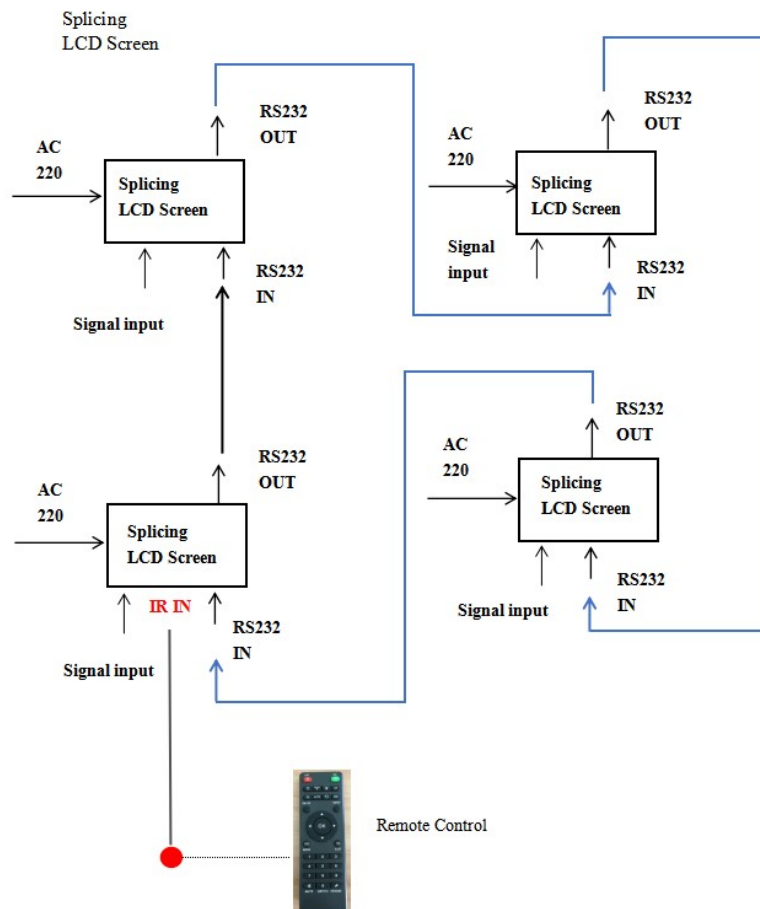 Splicing
LCD Screen
RS232
OUT
AC
220
Splicing
LCD Screen
RS232
IN
Signal input
RS232
OUT
AC
220
Splicing
LCD Screen
Signal
input
RS232
IN
RS232
OUT
AC
220
Splicing
LCD Screen
IR IN
RS232
IN
Signal input
RS232
OUT
AC
220
Splicing
LCD Screen
RS232
IN
Signal input
Remote Control
OK